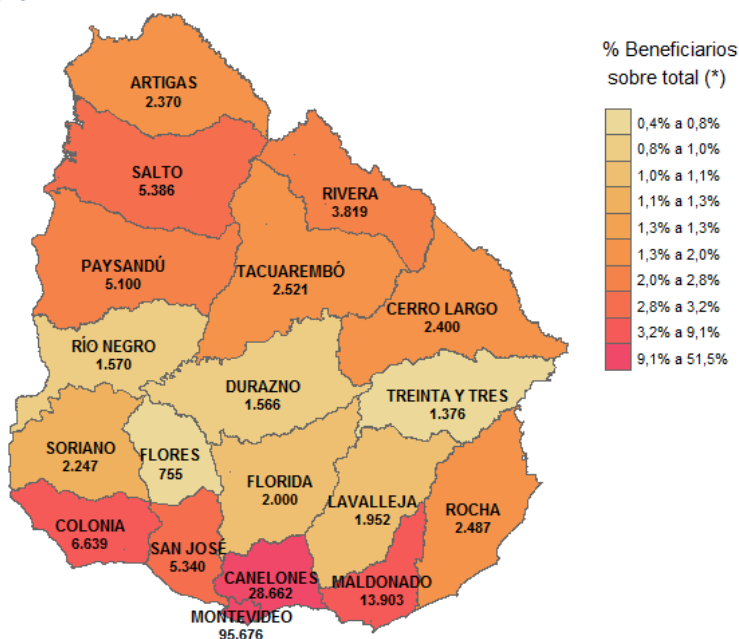 % Beneficiarios
sobre total (*)
0,4% a 0,8%
0,8% a 1,0%
1,0% a 1,1%
1,1% a 1,3%
1,3% a 1,3%
1,3% a 2,0%
2,0% a 2,8%
2,8% a 3,2%
3,2% a 9,1%
9,1% a 51,5%
ARTIGAS
2.370
SALTO
5.386
RIVERA
3.819
PAYSANDÚ
5.100
TACUAREMBÓ
2.521
CERRO LARGO
2.400
RÍO NEGRO
1.570
DURAZNO
1.566
TREINTA Y TRES
1.376
SORIANO
2.247
FLORES
755
FLORIDA
2.000
LAVALLEJA
1.952
ROCHA
2.487
COLONIA
6.639
SAN JOSÉ
5.340
CANELONES
28.662
MALDONADO
13.903
MONTEVIDEO
95.676